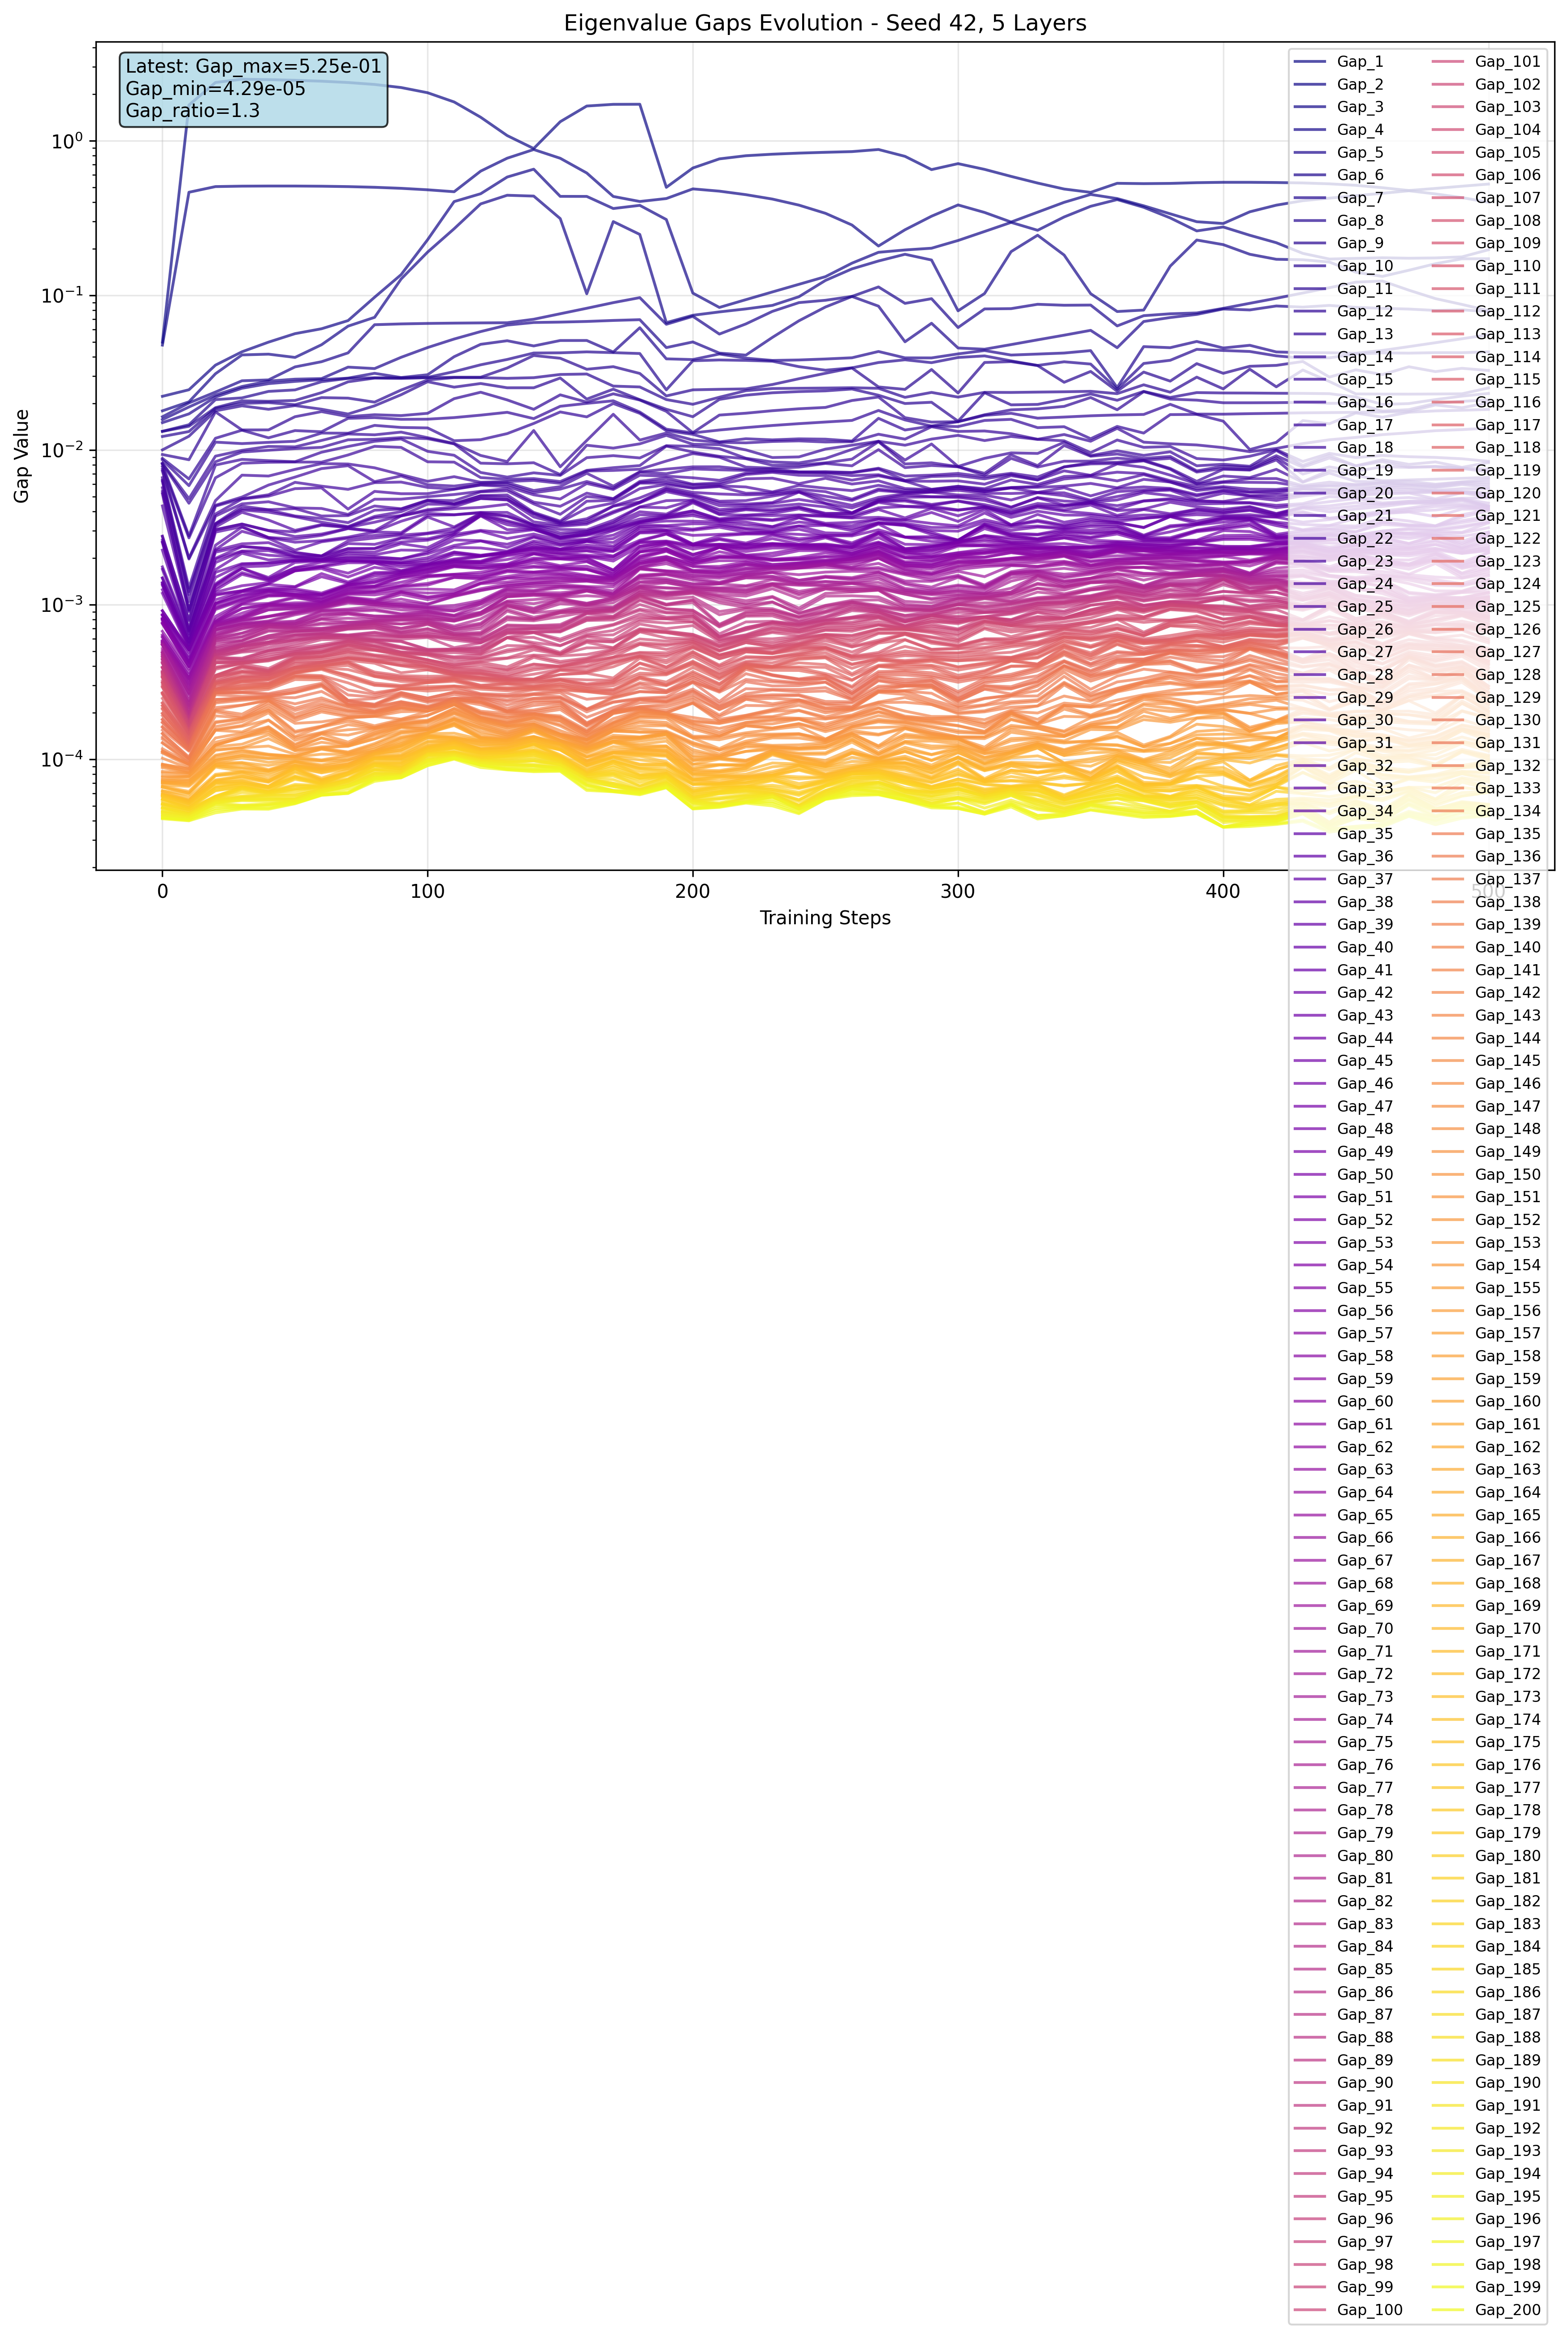 Eigenvalue Gaps Evolution - Seed 42, 5 Layers
Latest: Gap_max=5.25e-01
Gap_min=4.29e-05
Gap_ratio=1.3
Gap Value
10⁰
10⁻¹
10⁻²
10⁻³
10⁻⁴
0
100
200
300
400
500
Training Steps
Gap_1
Gap_2
Gap_3
Gap_4
Gap_5
Gap_6
Gap_7
Gap_8
Gap_9
Gap_10
Gap_11
Gap_12
Gap_13
Gap_14
Gap_15
Gap_16
Gap_17
Gap_18
Gap_19
Gap_20
Gap_21
Gap_22
Gap_23
Gap_24
Gap_25
Gap_26
Gap_27
Gap_28
Gap_29
Gap_30
Gap_31
Gap_32
Gap_33
Gap_34
Gap_35
Gap_36
Gap_37
Gap_38
Gap_39
Gap_40
Gap_41
Gap_42
Gap_43
Gap_44
Gap_45
Gap_46
Gap_47
Gap_48
Gap_49
Gap_50
Gap_51
Gap_52
Gap_53
Gap_54
Gap_55
Gap_56
Gap_57
Gap_58
Gap_59
Gap_60
Gap_61
Gap_62
Gap_63
Gap_64
Gap_65
Gap_66
Gap_67
Gap_68
Gap_69
Gap_70
Gap_71
Gap_72
Gap_73
Gap_74
Gap_75
Gap_76
Gap_77
Gap_78
Gap_79
Gap_80
Gap_81
Gap_82
Gap_83
Gap_84
Gap_85
Gap_86
Gap_87
Gap_88
Gap_89
Gap_90
Gap_91
Gap_92
Gap_93
Gap_94
Gap_95
Gap_96
Gap_97
Gap_98
Gap_99
Gap_100
Gap_101
Gap_102
Gap_103
Gap_104
Gap_105
Gap_106
Gap_107
Gap_108
Gap_109
Gap_110
Gap_111
Gap_112
Gap_113
Gap_114
Gap_115
Gap_116
Gap_117
Gap_118
Gap_119
Gap_120
Gap_121
Gap_122
Gap_123
Gap_124
Gap_125
Gap_126
Gap_127
Gap_128
Gap_129
Gap_130
Gap_131
Gap_132
Gap_133
Gap_134
Gap_135
Gap_136
Gap_137
Gap_138
Gap_139
Gap_140
Gap_141
Gap_142
Gap_143
Gap_144
Gap_145
Gap_146
Gap_147
Gap_148
Gap_149
Gap_150
Gap_151
Gap_152
Gap_153
Gap_154
Gap_155
Gap_156
Gap_157
Gap_158
Gap_159
Gap_160
Gap_161
Gap_162
Gap_163
Gap_164
Gap_165
Gap_166
Gap_167
Gap_168
Gap_169
Gap_170
Gap_171
Gap_172
Gap_173
Gap_174
Gap_175
Gap_176
Gap_177
Gap_178
Gap_179
Gap_180
Gap_181
Gap_182
Gap_183
Gap_184
Gap_185
Gap_186
Gap_187
Gap_188
Gap_189
Gap_190
Gap_191
Gap_192
Gap_193
Gap_194
Gap_195
Gap_196
Gap_197
Gap_198
Gap_199
Gap_200